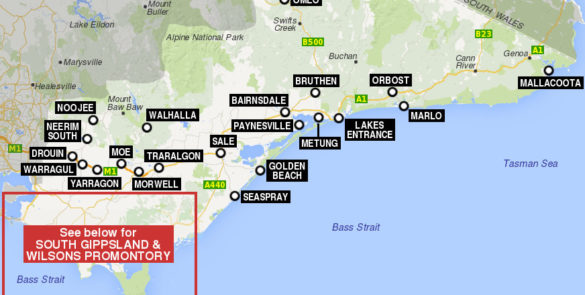 OMEO
Mount
Buller
Lake Eildon
Swifts
Creek
SOUTH WALES
Alpine National Park
B500
B23
Marysville
Buchan
Genoa
A1
Cann
River
Healesville
BRUTHEN
ORBOST
MALLACOOTA
Mount
Baw Baw
NOOJEE
WALHALLA
BAIRNSDALE
A1
MARLO
NEERIM
SOUTH
PAYNESVILLE
LAKES
ENTRANCE
METUNG
M1
DROUIN
MOE
SALE
WARRAGUL
TRARALGON
GOLDEN
BEACH
Tasman Sea
M1
YARRAGON
MORWELL
A440
SEASPRAY
See below for
SOUTH GIPPSLAND &
WILSONS PROMONTORY
Bass Strait
Bass Strait